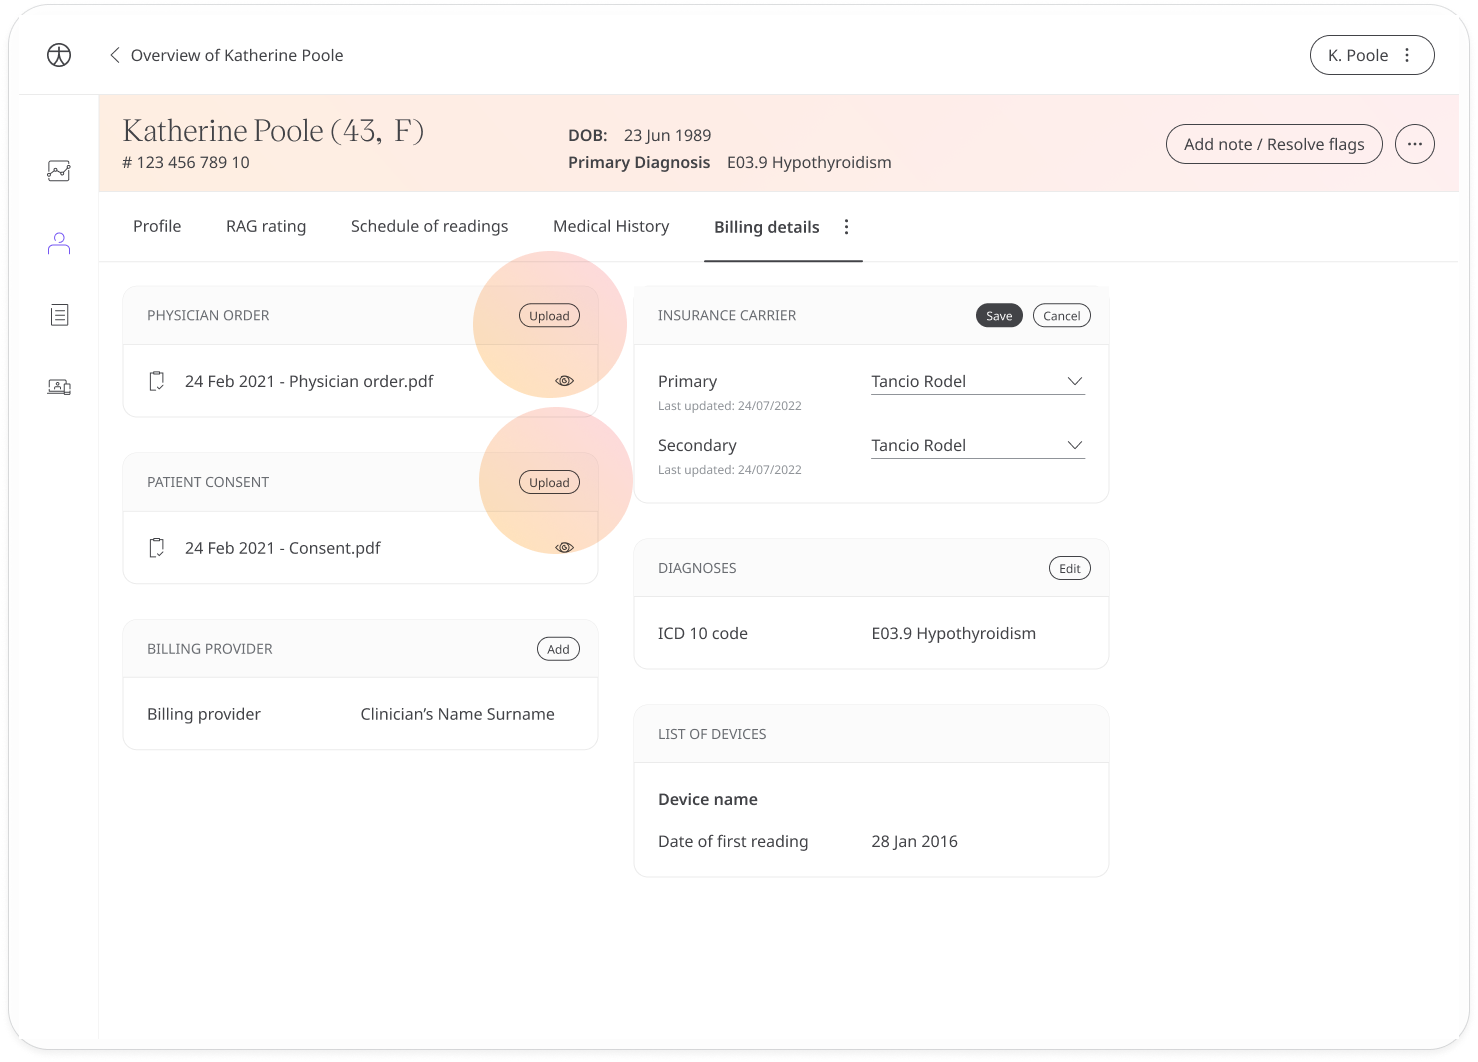 Overview of Katherine Poole
K. Poole
Katherine Poole (43, F)
# 123 456 789 10
DOB: 23 Jun 1989
Primary Diagnosis E03.9 Hypothyroidism
Add note / Resolve flags
Profile RAG rating Schedule of readings Medical History Billing details
PHYSICIAN ORDER Upload
24 Feb 2021 - Physician order.pdf
PATIENT CONSENT Upload
24 Feb 2021 - Consent.pdf
BILLING PROVIDER Add
Billing provider Clinician’s Name Surname
INSURANCE CARRIER Save Cancel
Primary Tancio Rodel
Last updated: 24/07/2022
Secondary Tancio Rodel
Last updated: 24/07/2022
DIAGNOSES Edit
ICD 10 code E03.9 Hypothyroidism
LIST OF DEVICES
Device name
Date of first reading 28 Jan 2016